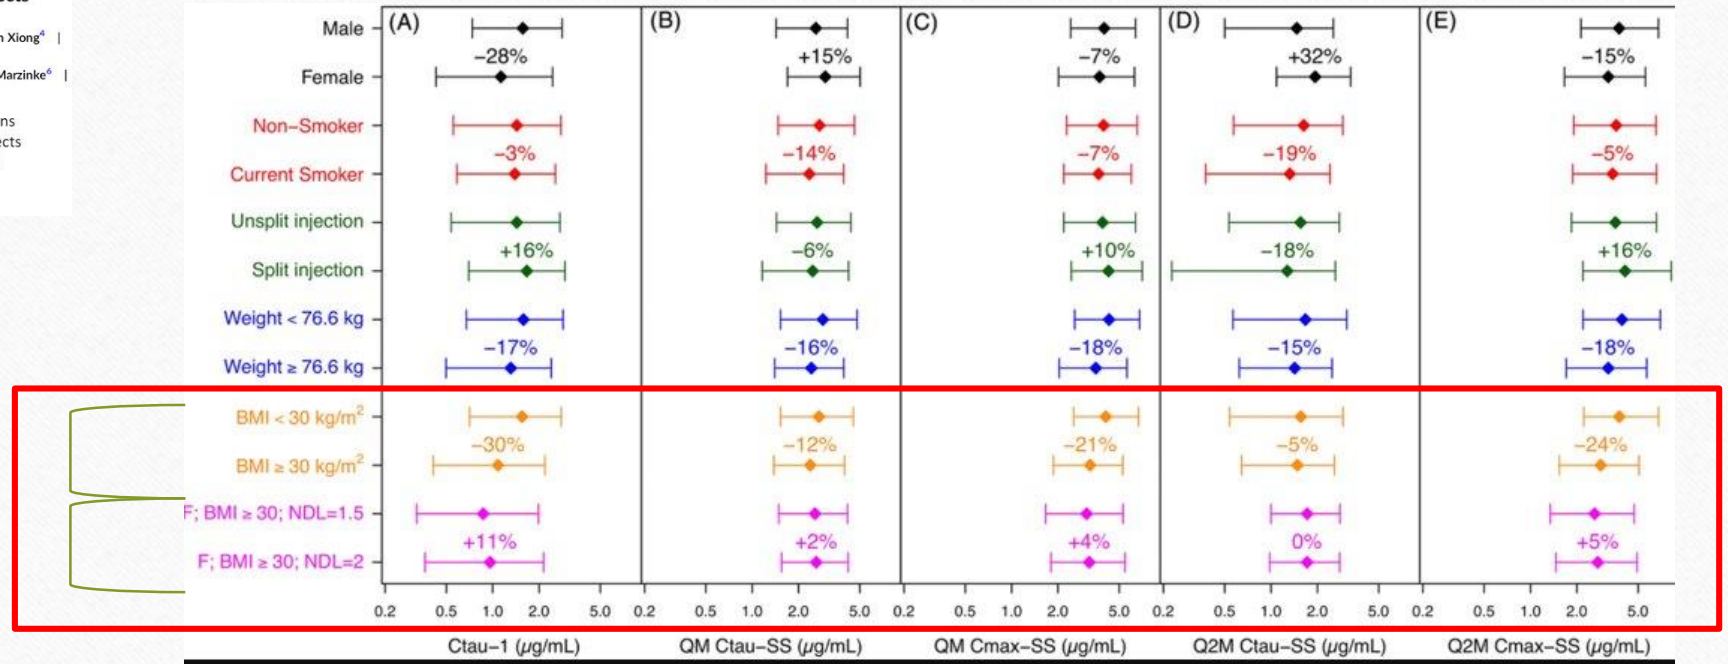 ects
n Xiong4 |
Marzinke6 |
ns
ects
(A) (B) (C) (D) (E)
Male
−28% +15% −7% +32% −15%
Female
Non−Smoker
−3% −14% −7% −19% −5%
Current Smoker
Unsplit injection
+16% −6% +10% −18% +16%
Split injection
Weight < 76.6 kg
−17% −16% −18% −15% −18%
Weight ≥ 76.6 kg
BMI < 30 kg/m2
−30% −12% −21% −5% −24%
BMI ≥ 30 kg/m2
F; BMI ≥ 30; NDL=1.5
+11% +2% +4% 0% +5%
F; BMI ≥ 30; NDL=2
0.2 0.5 1.0 2.0 5.0 0.2 0.5 1.0 2.0 5.0 0.2 0.5 1.0 2.0 5.0 0.2 0.5 1.0 2.0 5.0 0.2 0.5 1.0 2.0 5.0
Ctau−1 (µg/mL) QM Ctau−SS (µg/mL) QM Cmax−SS (µg/mL) Q2M Ctau−SS (µg/mL) Q2M Cmax−SS (µg/mL)